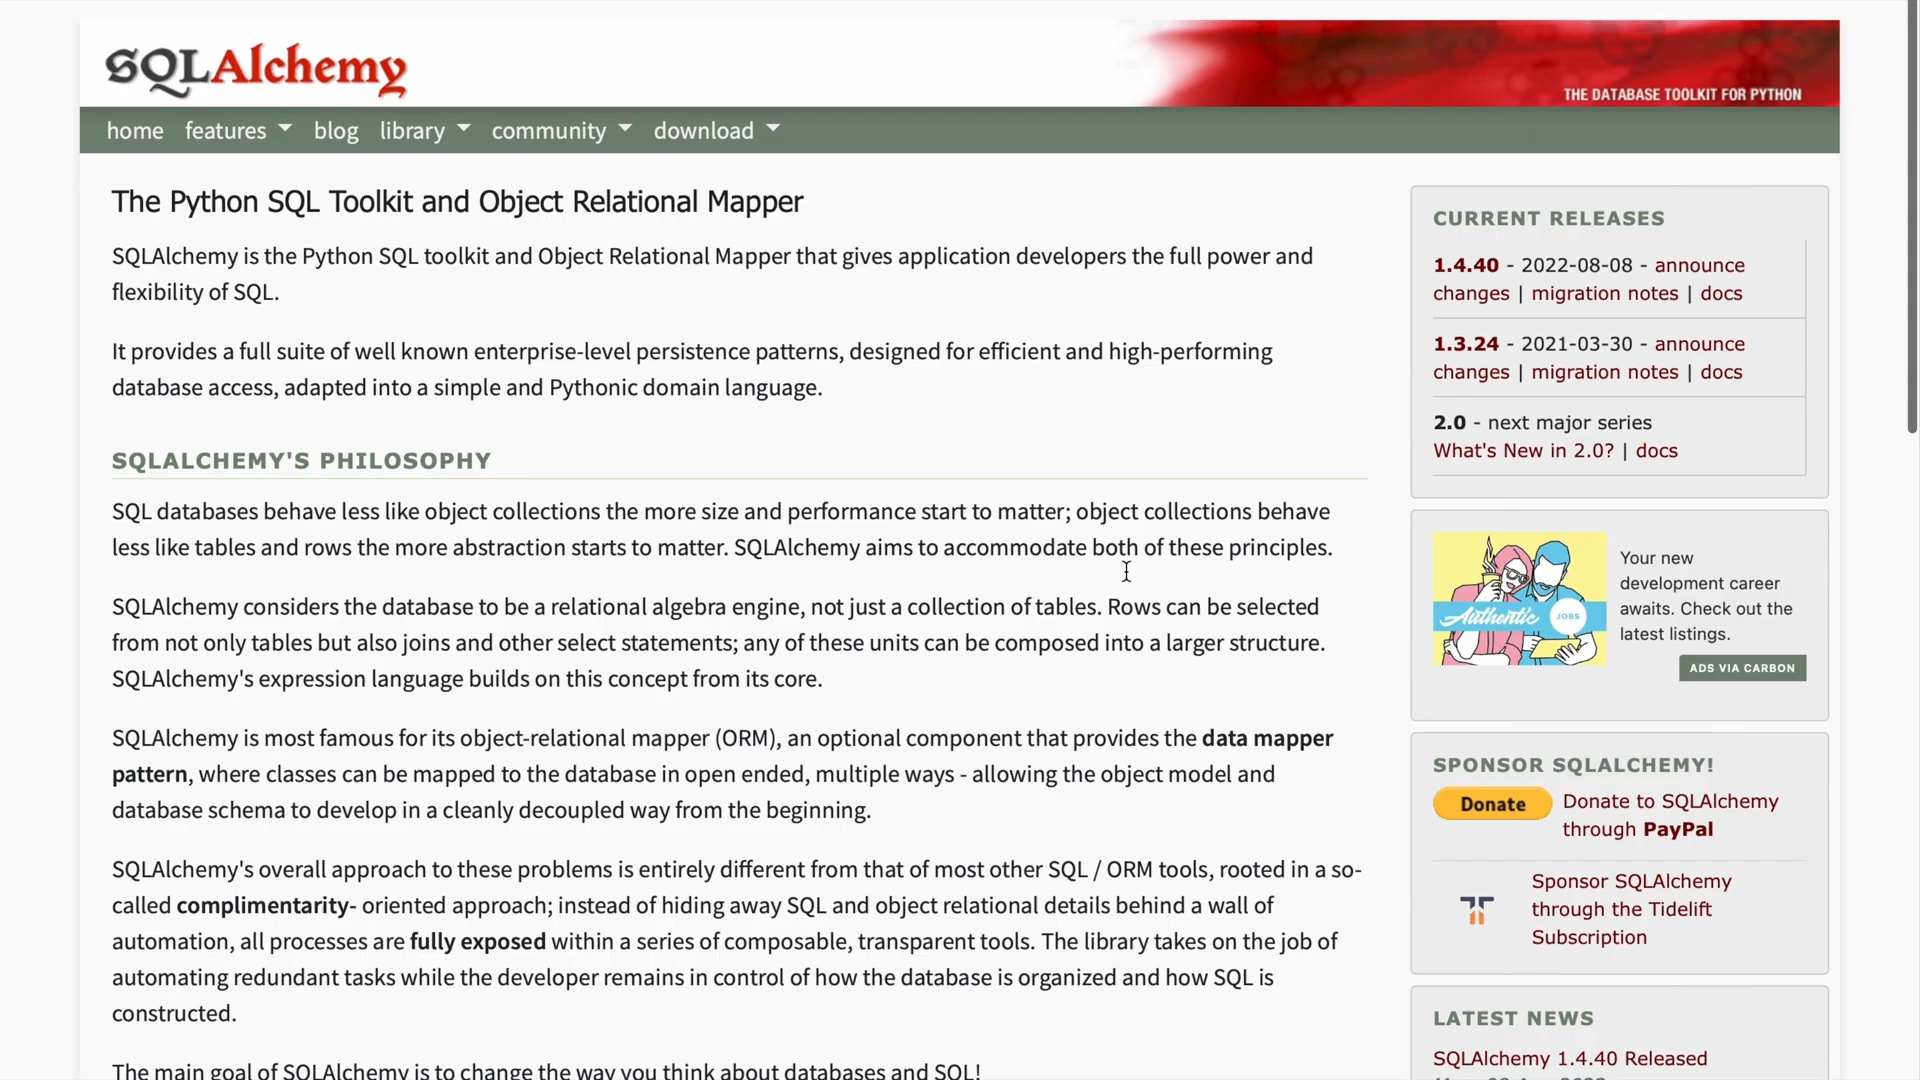 SQLAlchemy
THE DATABASE TOOLKIT FOR PYTHON
home features blog library community download
The Python SQL Toolkit and Object Relational Mapper
SQLAlchemy is the Python SQL toolkit and Object Relational Mapper that gives application developers the full power and
flexibility of SQL.
It provides a full suite of well known enterprise-level persistence patterns, designed for efficient and high-performing
database access, adapted into a simple and Pythonic domain language.
SQLALCHEMY'S PHILOSOPHY
SQL databases behave less like object collections the more size and performance start to matter; object collections behave
less like tables and rows the more abstraction starts to matter. SQLAlchemy aims to accommodate both of these principles.
SQLAlchemy considers the database to be a relational algebra engine, not just a collection of tables. Rows can be selected
from not only tables but also joins and other select statements; any of these units can be composed into a larger structure.
SQLAlchemy's expression language builds on this concept from its core.
SQLAlchemy is most famous for its object-relational mapper (ORM), an optional component that provides the data mapper
pattern, where classes can be mapped to the database in open ended, multiple ways - allowing the object model and
database schema to develop in a cleanly decoupled way from the beginning.
SQLAlchemy's overall approach to these problems is entirely different from that of most other SQL / ORM tools, rooted in a so-
called complimentarity- oriented approach; instead of hiding away SQL and object relational details behind a wall of
automation, all processes are fully exposed within a series of composable, transparent tools. The library takes on the job of
automating redundant tasks while the developer remains in control of how the database is organized and how SQL is
constructed.
The main goal of SQLAlchemy is to change the way you think about databases and SQL!
CURRENT RELEASES
1.4.40 - 2022-08-08 - announce
changes | migration notes | docs
1.3.24 - 2021-03-30 - announce
changes | migration notes | docs
2.0 - next major series
What's New in 2.0? | docs
Authentic JOBS
Your new
development career
awaits. Check out the
latest listings.
ADS VIA CARBON
SPONSOR SQLALCHEMY!
Donate
Donate to SQLAlchemy
through PayPal
Sponsor SQLAlchemy
through the Tidelift
Subscription
LATEST NEWS
SQLAlchemy 1.4.40 Released